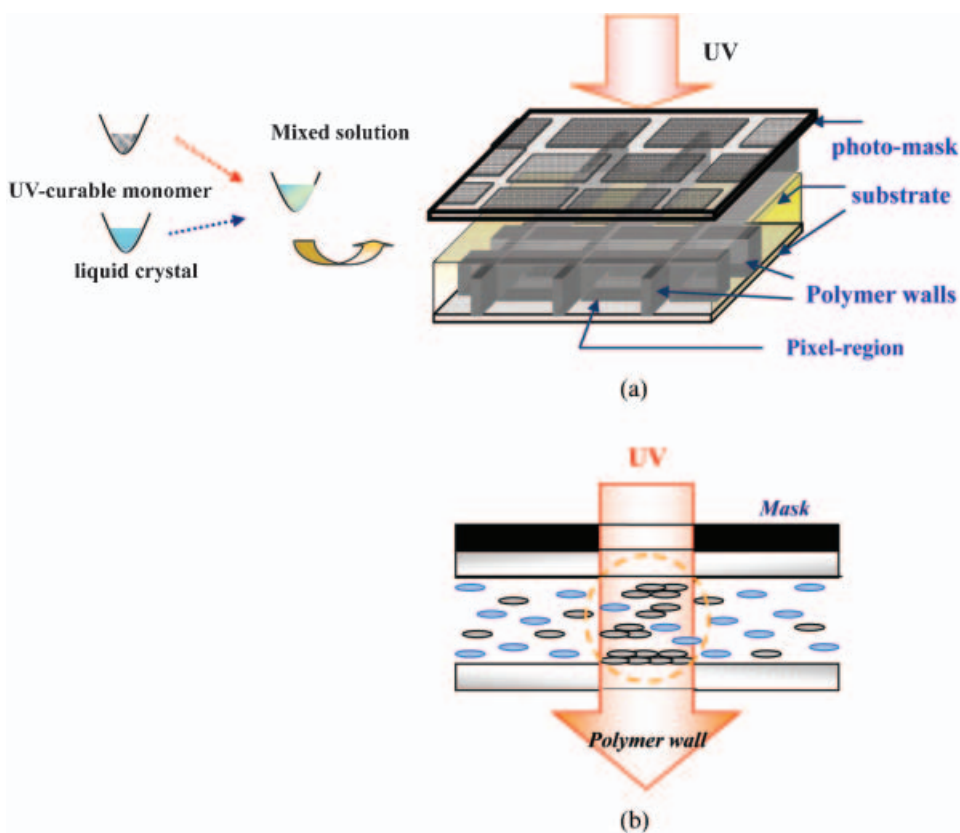 UV
Mixed solution
photo-mask
UV-curable monomer
substrate
liquid crystal
Polymer walls
Pixel-region
(a)
UV
Mask
Polymer wall
(b)